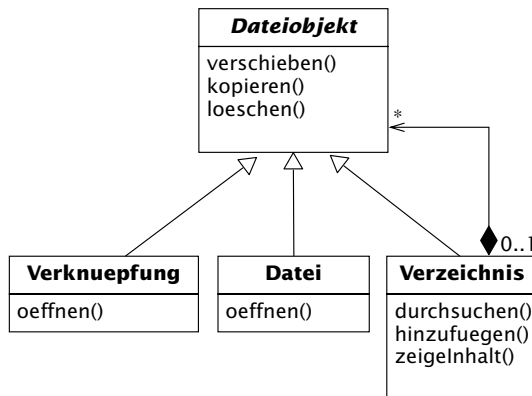 Dateiobjekt
verschieben()
kopieren()
loeschen()
*
0..1
Verknuepfung
oeffnen()
Datei
oeffnen()
Verzeichnis
durchsuchen()
hinzufuegen()
zeigeInhalt()